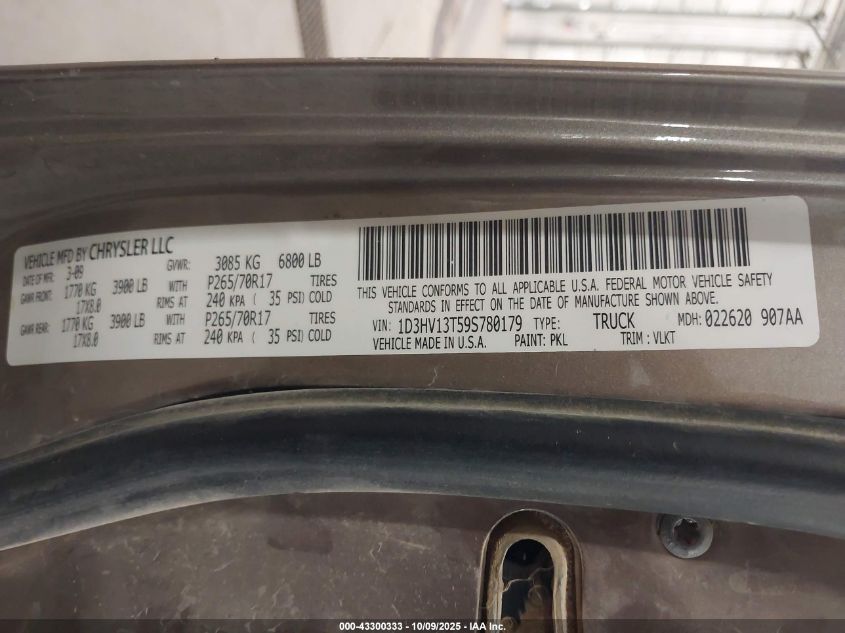 VEHICLE MFD BY CHRYSLER LLC
DATE OF MFR: 3-09 GVWR: 3085 KG 6800 LB
GAWR FRONT: 1770 KG 3900 LB WITH P265/70R17 TIRES
17X8.0 RIMS AT 240 KPA ( 35 PSI) COLD
GAWR REAR: 1770 KG 3900 LB WITH P265/70R17 TIRES
17X8.0 RIMS AT 240 KPA ( 35 PSI) COLD
THIS VEHICLE CONFORMS TO ALL APPLICABLE U.S.A. FEDERAL MOTOR VEHICLE SAFETY
STANDARDS IN EFFECT ON THE DATE OF MANUFACTURE SHOWN ABOVE.
VIN: 1D3HV13T59S780179 TYPE: TRUCK MDH: 022620 907AA
VEHICLE MADE IN U.S.A. PAINT: PKL TRIM: VLKT
000-43300333 - 10/09/2025 - IAA Inc.